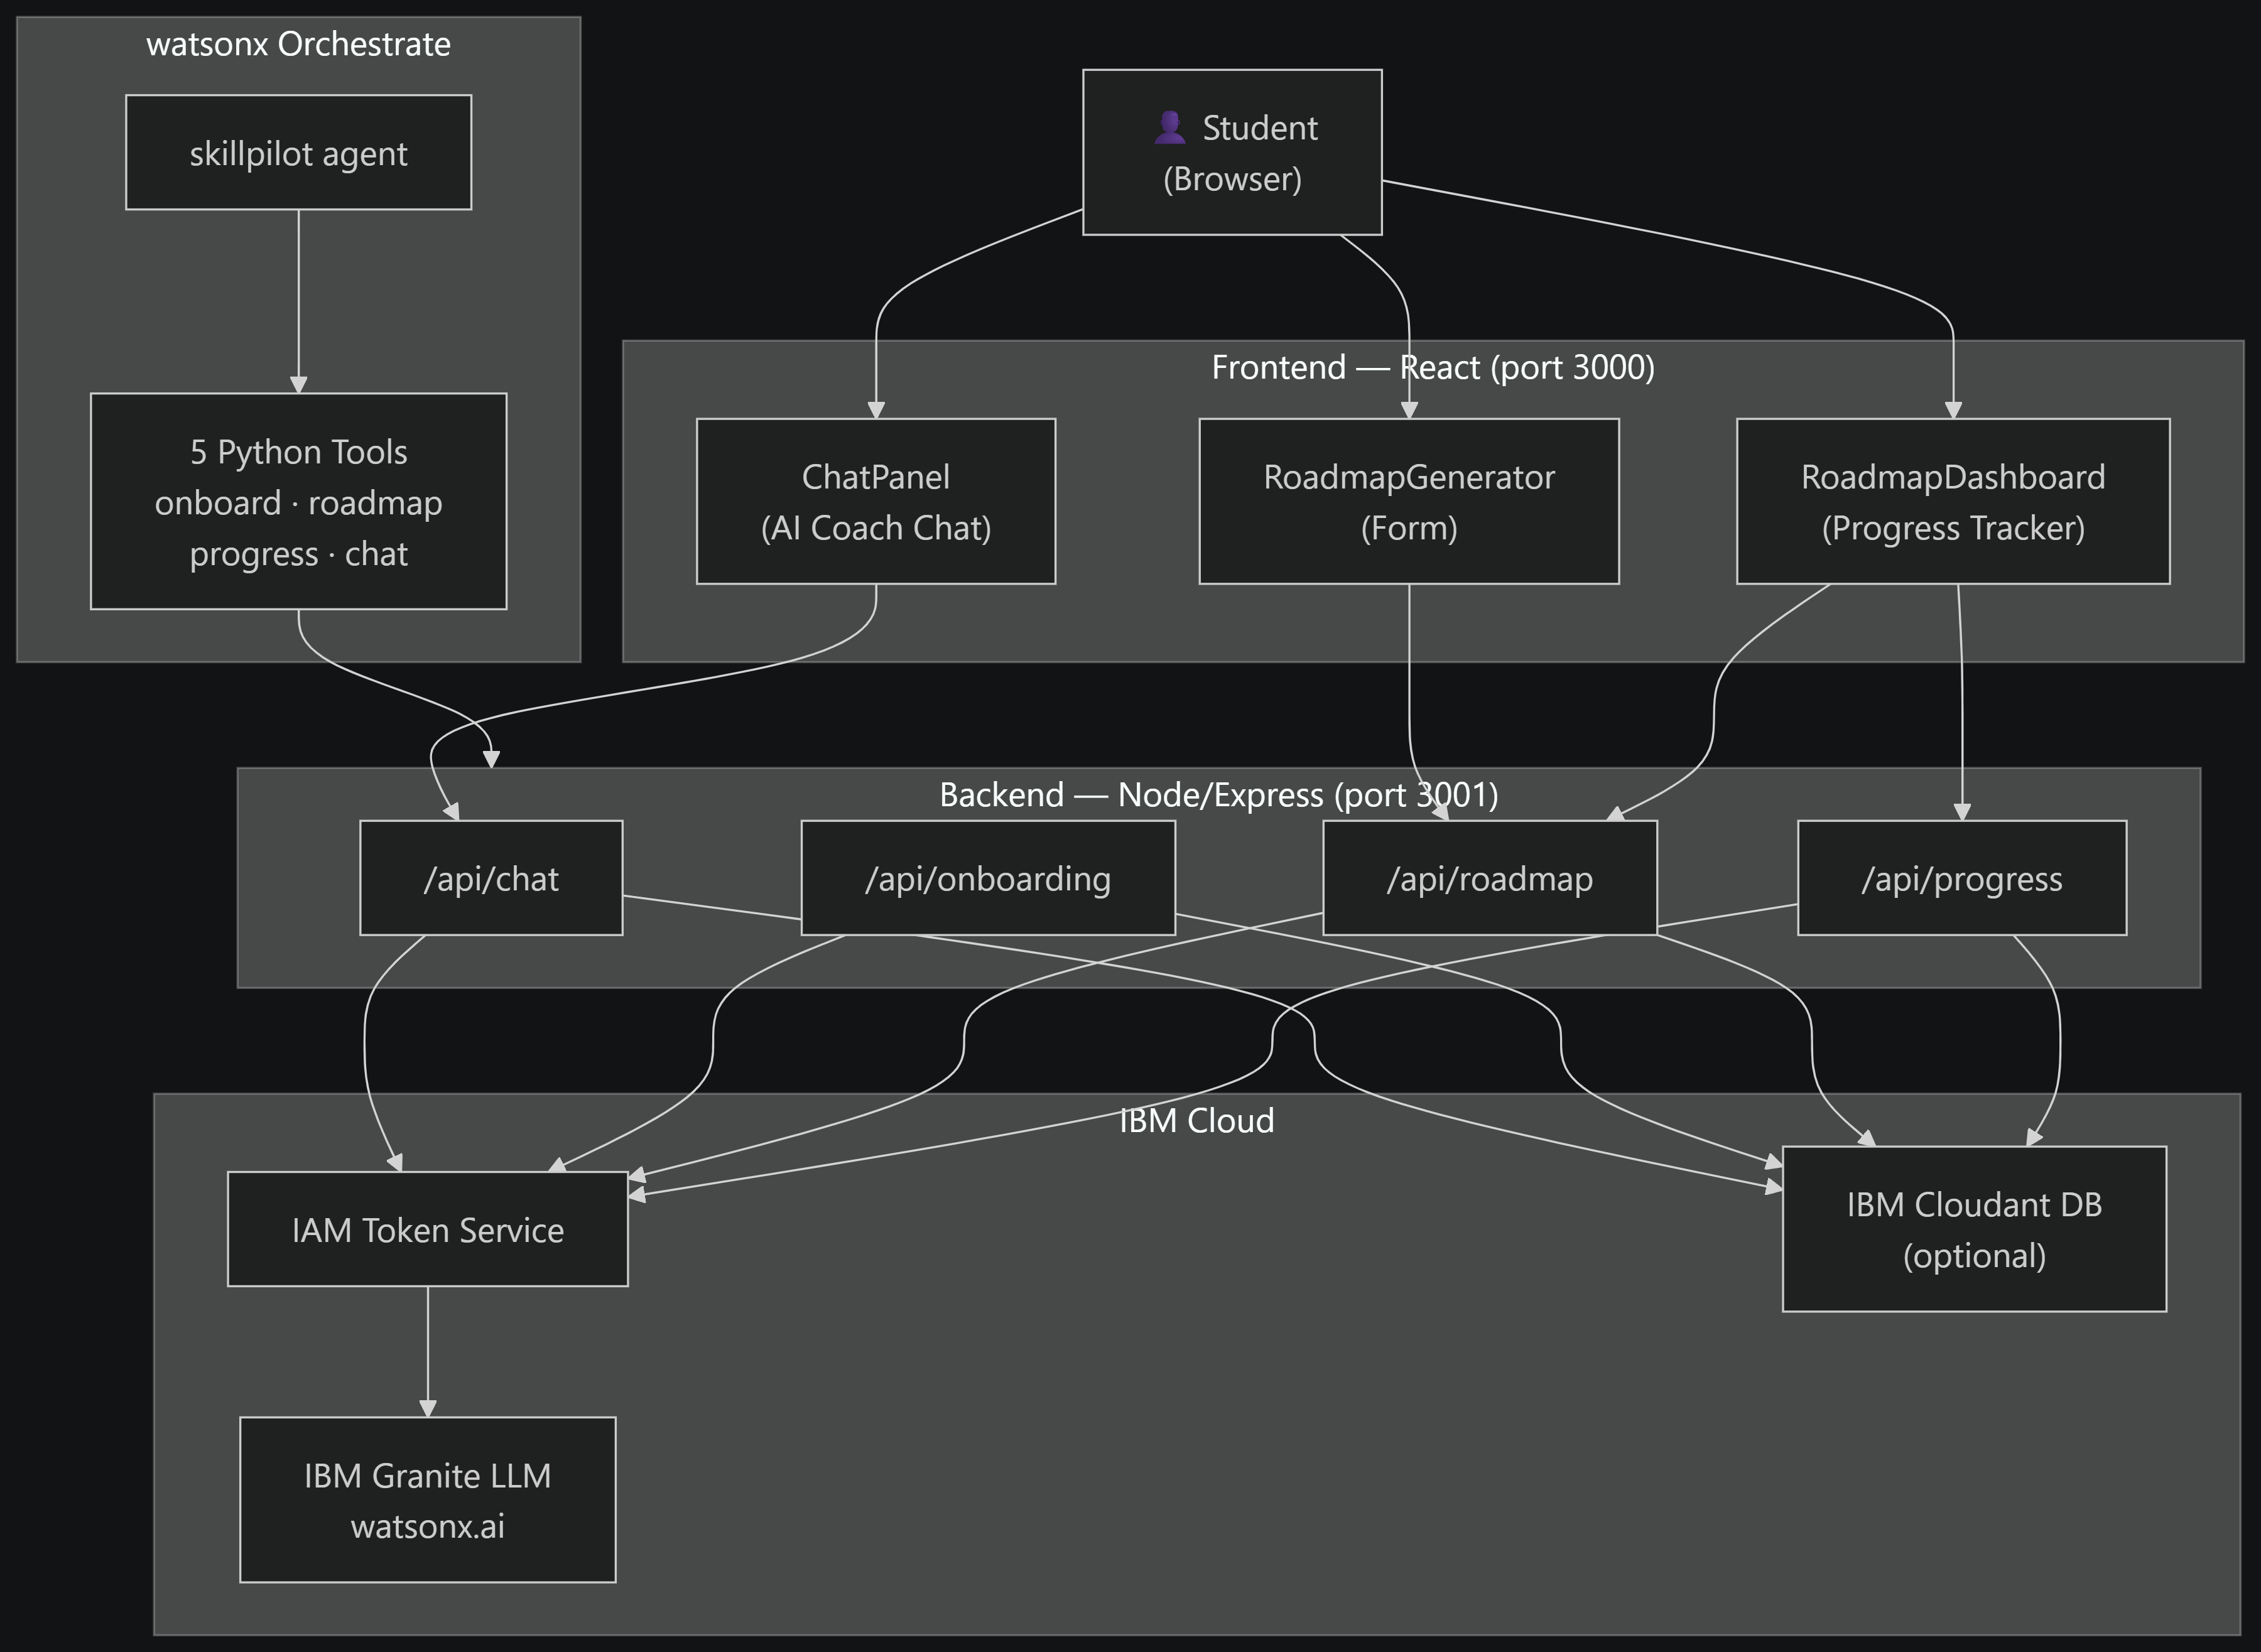 watsonx Orchestrate
skillpilot agent
5 Python Tools
onboard · roadmap
progress · chat
👤 Student
(Browser)
Frontend — React (port 3000)
ChatPanel
(AI Coach Chat)
RoadmapGenerator
(Form)
RoadmapDashboard
(Progress Tracker)
Backend — Node/Express (port 3001)
/api/chat
/api/onboarding
/api/roadmap
/api/progress
IBM Cloud
IAM Token Service
IBM Cloudant DB
(optional)
IBM Granite LLM
watsonx.ai